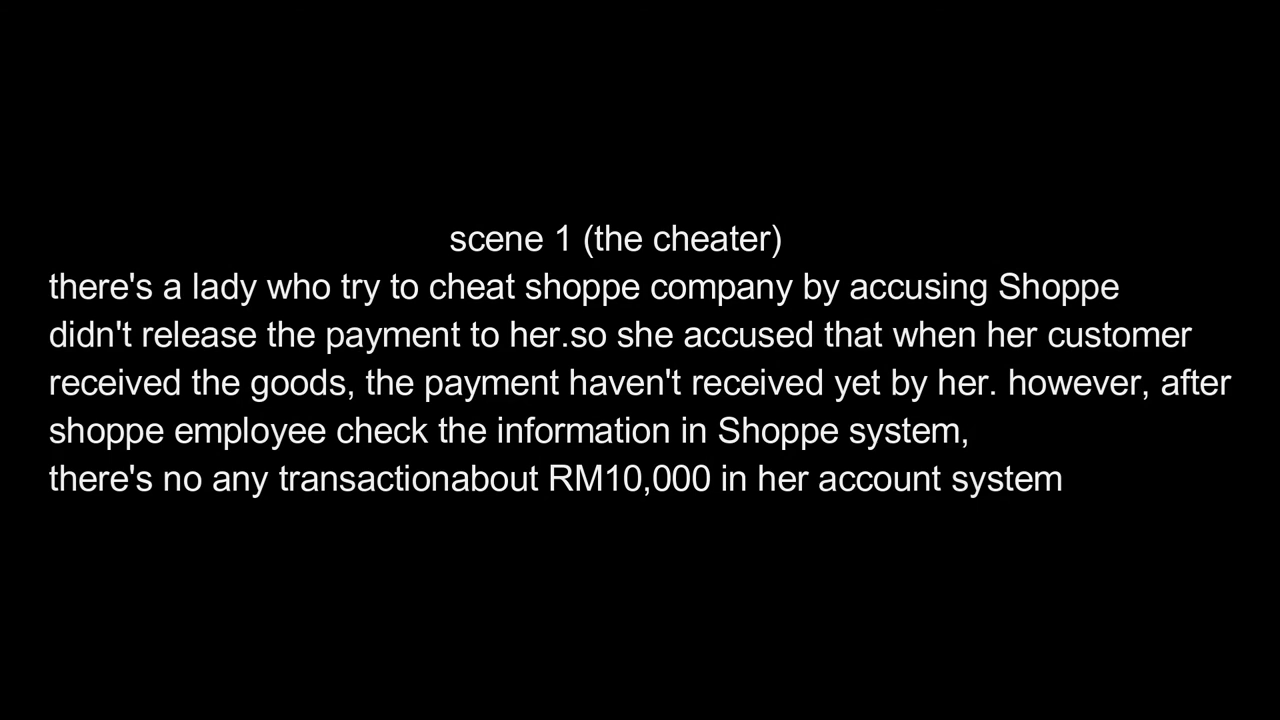 scene 1 (the cheater)
there's a lady who try to cheat shoppe company by accusing Shoppe
didn't release the payment to her.so she accused that when her customer
received the goods, the payment haven't received yet by her. however, after
shoppe employee check the information in Shoppe system,
there's no any transactionabout RM10,000 in her account system